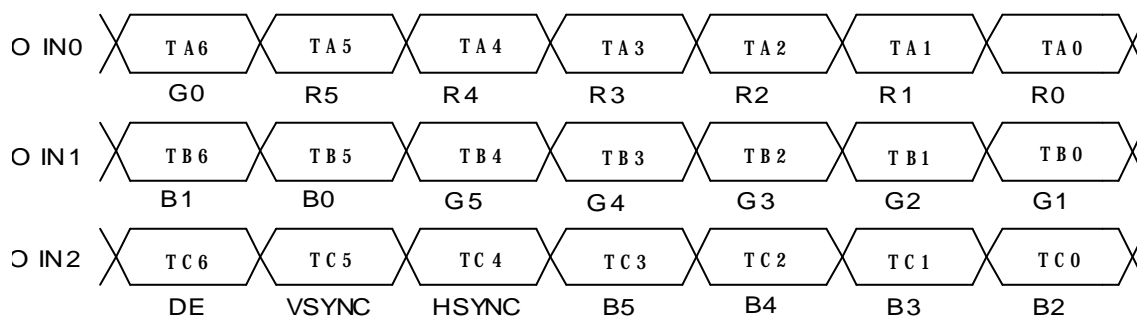 O IN0 TA6 TA5 TA4 TA3 TA2 TA1 TA0
G0 R5 R4 R3 R2 R1 R0
O IN1 TB6 TB5 TB4 TB3 TB2 TB1 TB0
B1 B0 G5 G4 G3 G2 G1
O IN2 TC6 TC5 TC4 TC3 TC2 TC1 TC0
DE VSYNC HSYNC B5 B4 B3 B2